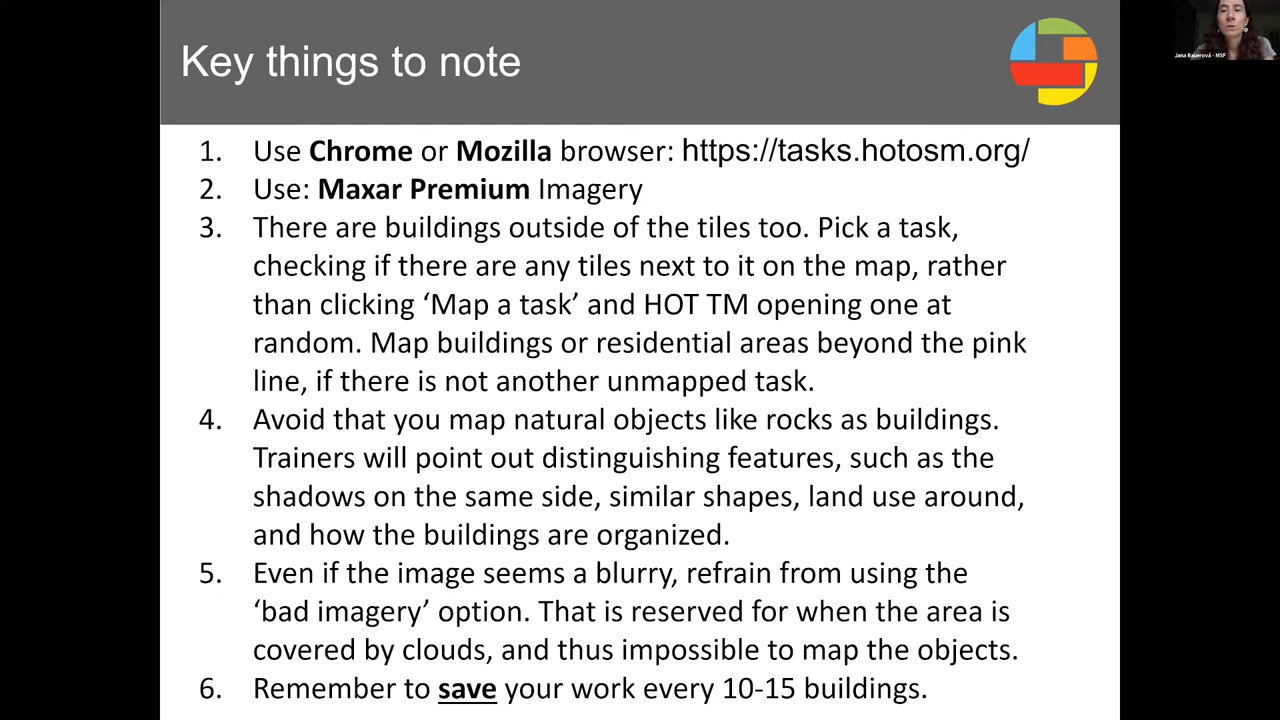 Key things to note
Jana Bauerová - MSF
1. Use Chrome or Mozilla browser: https://tasks.hotosm.org/
2. Use: Maxar Premium Imagery
3. There are buildings outside of the tiles too. Pick a task,
checking if there are any tiles next to it on the map, rather
than clicking ‘Map a task’ and HOT TM opening one at
random. Map buildings or residential areas beyond the pink
line, if there is not another unmapped task.
4. Avoid that you map natural objects like rocks as buildings.
Trainers will point out distinguishing features, such as the
shadows on the same side, similar shapes, land use around,
and how the buildings are organized.
5. Even if the image seems a blurry, refrain from using the
‘bad imagery’ option. That is reserved for when the area is
covered by clouds, and thus impossible to map the objects.
6. Remember to save your work every 10-15 buildings.